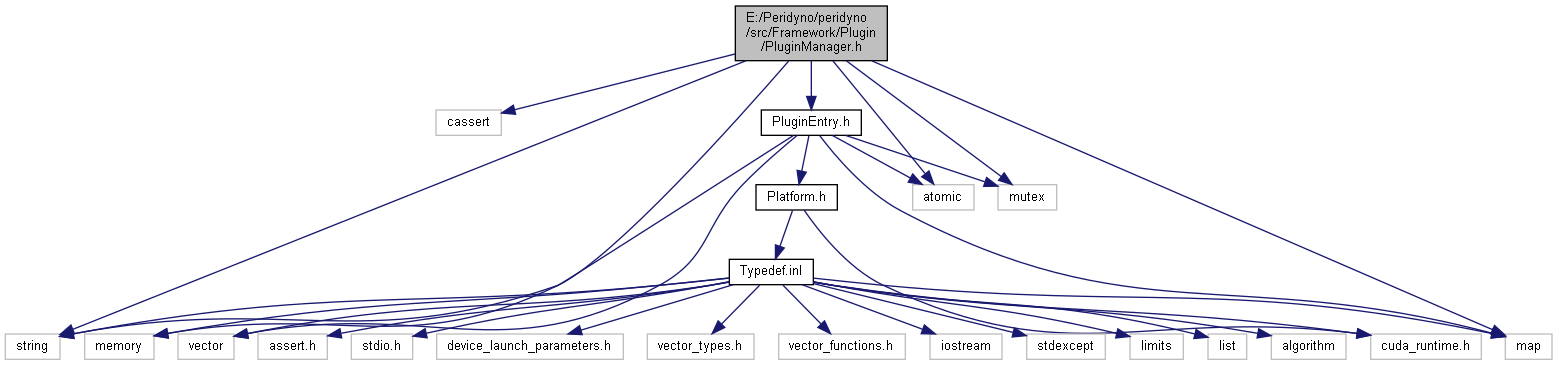 E:/Peridyno/peridyno
/src/Framework/Plugin
/PluginManager.h
cassert
PluginEntry.h
Platform.h
atomic
mutex
Typedef.inl
string
memory
vector
assert.h
stdio.h
device_launch_parameters.h
vector_types.h
vector_functions.h
iostream
stdexcept
limits
list
algorithm
cuda_runtime.h
map